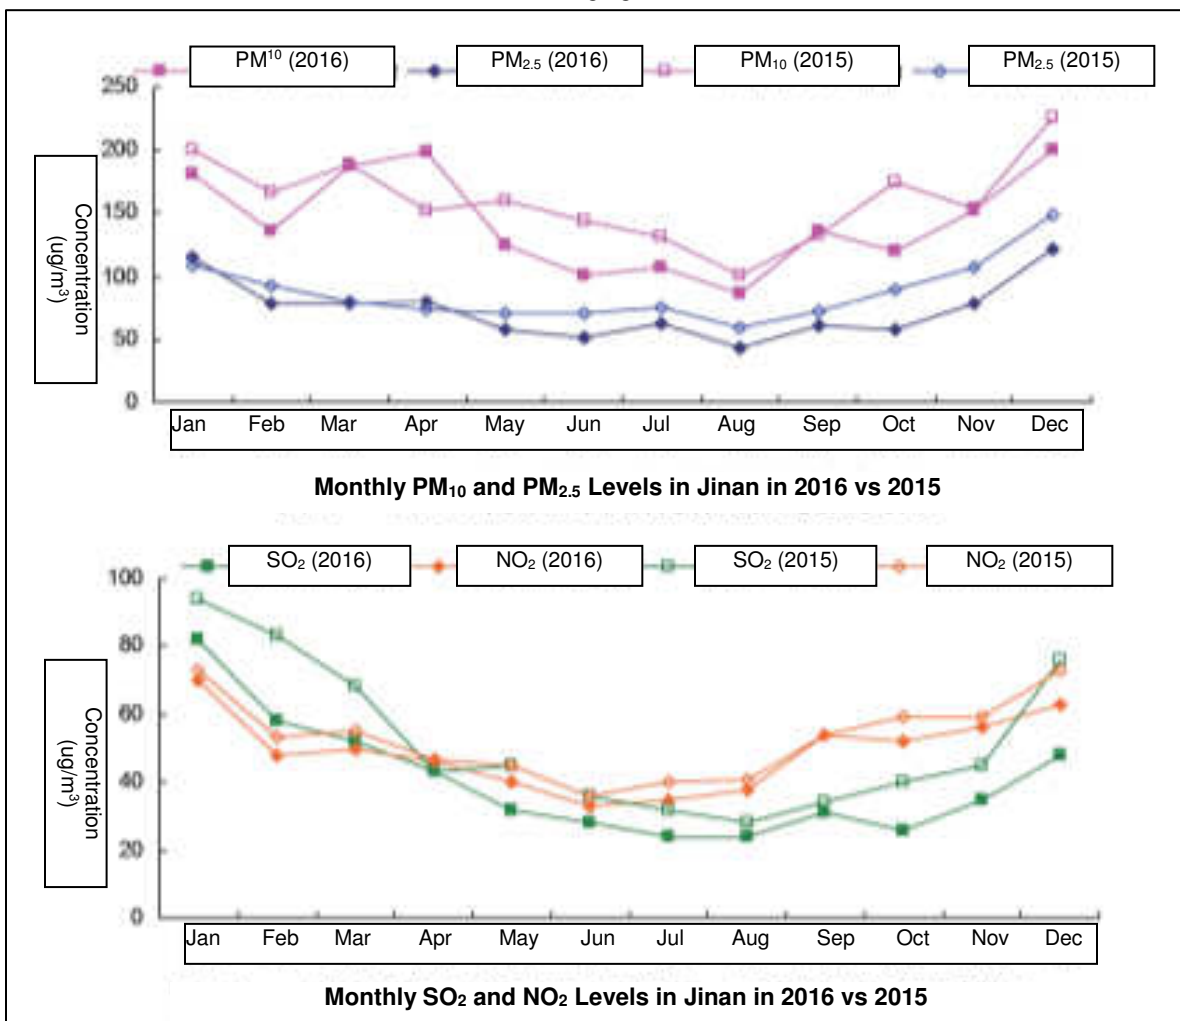 PM¹⁰ (2016) PM₂.₅ (2016) PM₁₀ (2015) PM₂.₅ (2015)
250
200
150
100
50
0
Concentration
(ug/m³)
Jan Feb Mar Apr May Jun Jul Aug Sep Oct Nov Dec
Monthly PM₁₀ and PM₂.₅ Levels in Jinan in 2016 vs 2015
SO₂ (2016) NO₂ (2016) SO₂ (2015) NO₂ (2015)
100
80
60
40
20
0
Concentration
(ug/m³)
Jan Feb Mar Apr May Jun Jul Aug Sep Oct Nov Dec
Monthly SO₂ and NO₂ Levels in Jinan in 2016 vs 2015